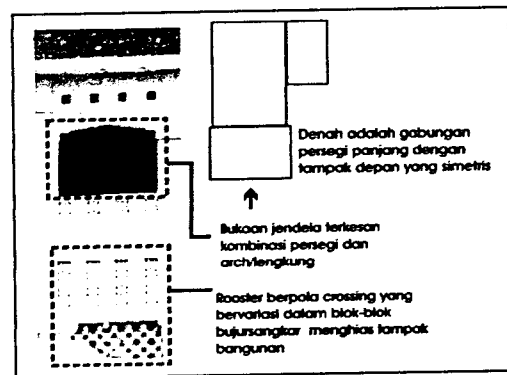 Denah adalah gabungan
persegi panjang dengan
tampak depan yang simetris
Bukaan jendela terkesan
kombinasi persegi dan
arch/lengkung
Rooster berpola crossing yang
bervariasi dalam blok-blok
bujursangkar menghias tampak
bangunan